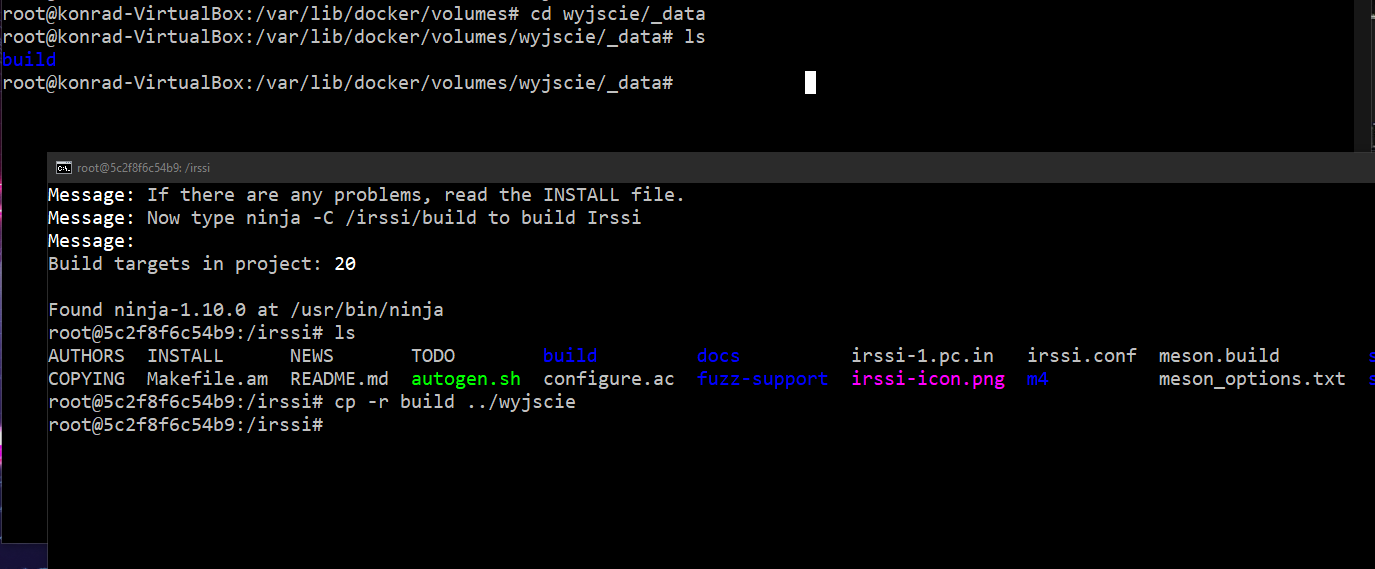 root@konrad-VirtualBox:/var/lib/docker/volumes# cd wyjscie/_data
root@konrad-VirtualBox:/var/lib/docker/volumes/wyjscie/_data# ls
build
root@konrad-VirtualBox:/var/lib/docker/volumes/wyjscie/_data#
root@5c2f8f6c54b9: /irssi
Message: If there are any problems, read the INSTALL file.
Message: Now type ninja -C /irssi/build to build Irssi
Message:
Build targets in project: 20
Found ninja-1.10.0 at /usr/bin/ninja
root@5c2f8f6c54b9:/irssi# ls
AUTHORS INSTALL NEWS TODO build docs irssi-1.pc.in irssi.conf meson.build
COPYING Makefile.am README.md autogen.sh configure.ac fuzz-support irssi-icon.png m4 meson_options.txt
root@5c2f8f6c54b9:/irssi# cp -r build ../wyjscie
root@5c2f8f6c54b9:/irssi#